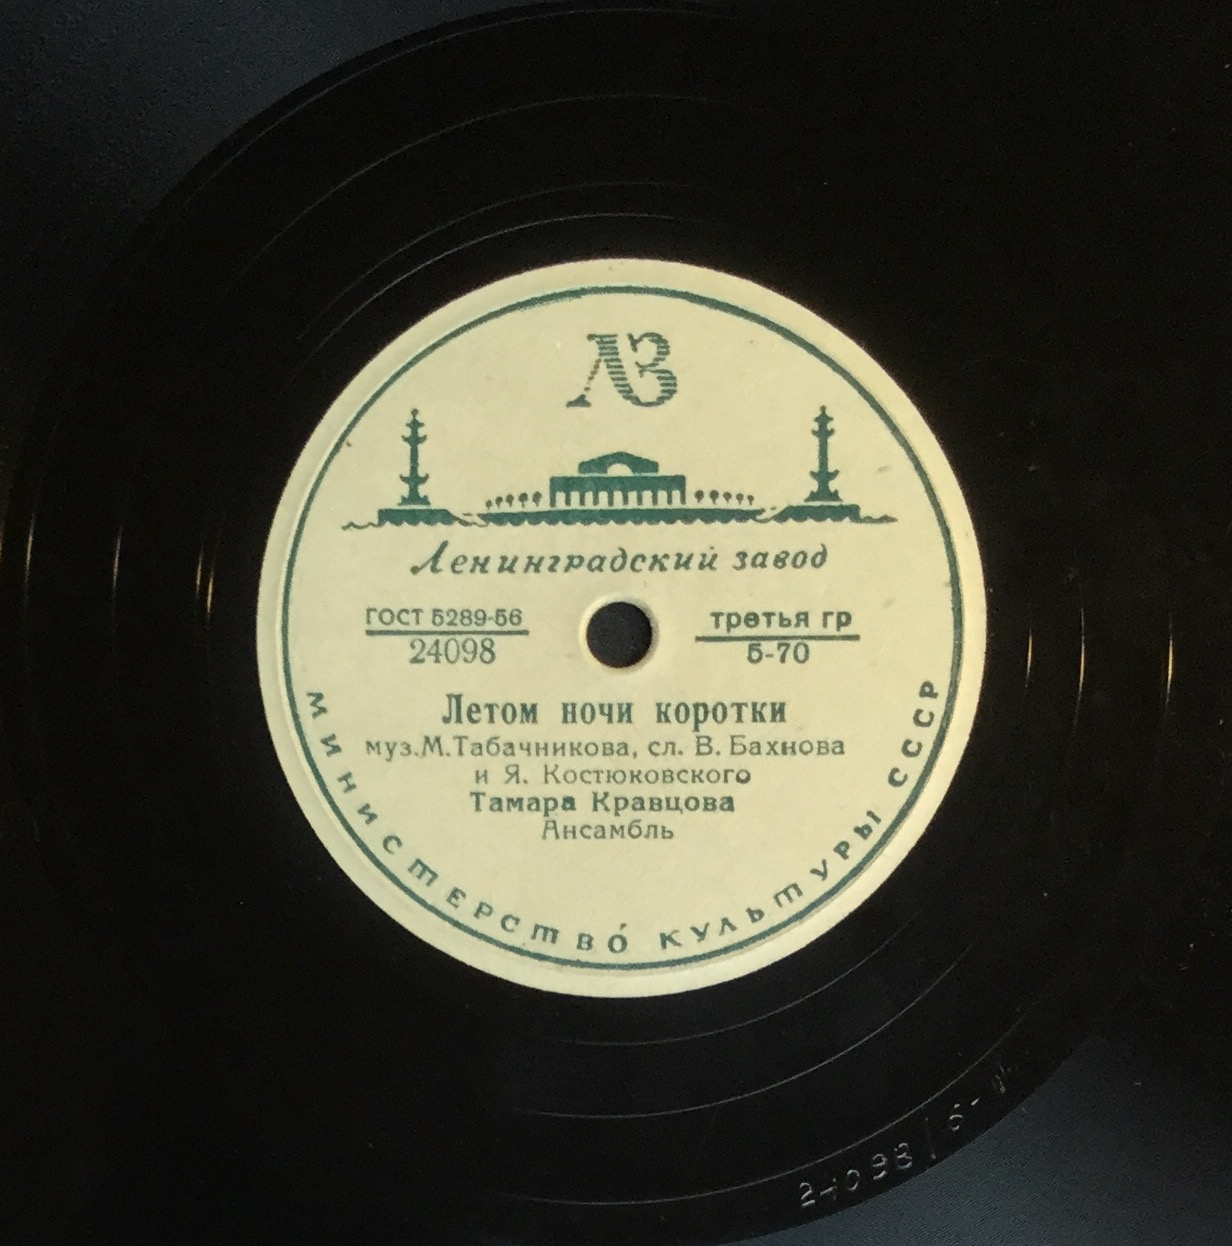 ЛЗ
Ленинградский завод
ГОСТ 5289-56
24098
третья гр
5-70
Летом ночи коротки
муз.М.Табачникова, сл. В. Бахнова
и Я. Костюковского
Тамара Кравцова
Ансамбль
МИНИСТЕРСТВО́ КУЛЬТУРЫ СССР
24098/